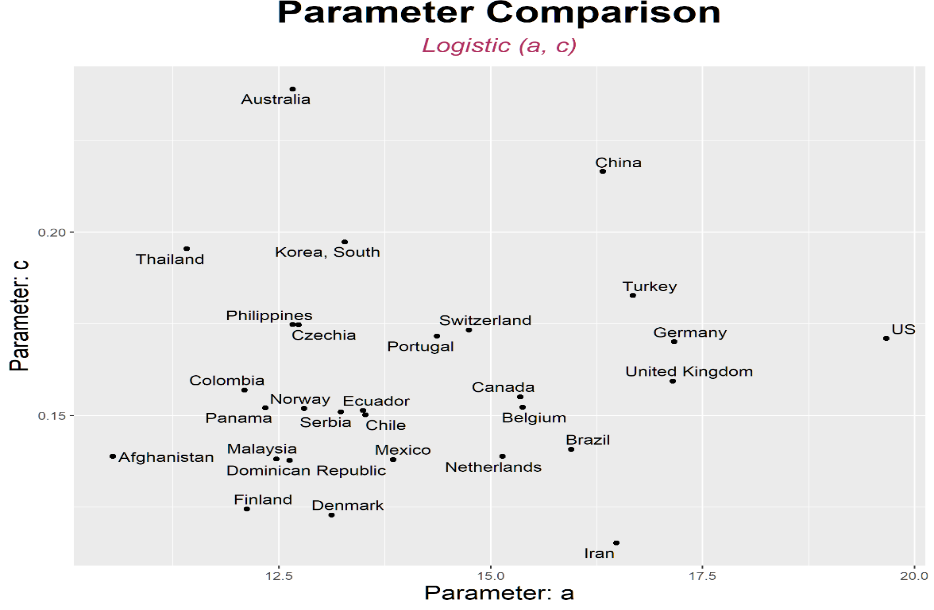 Parameter Comparison
Logistic (a, c)
Australia
China
0.20
Korea, South
Thailand
Turkey
Philippines
Switzerland
US
Czechia
Germany
Portugal
United Kingdom
Colombia
Canada
Norway
Ecuador
0.15
Panama
Serbia
Chile
Belgium
Brazil
Malaysia
Mexico
Afghanistan
Netherlands
Dominican Republic
Finland
Denmark
Iran
Parameter: c
12.5 15.0 17.5 20.0
Parameter: a